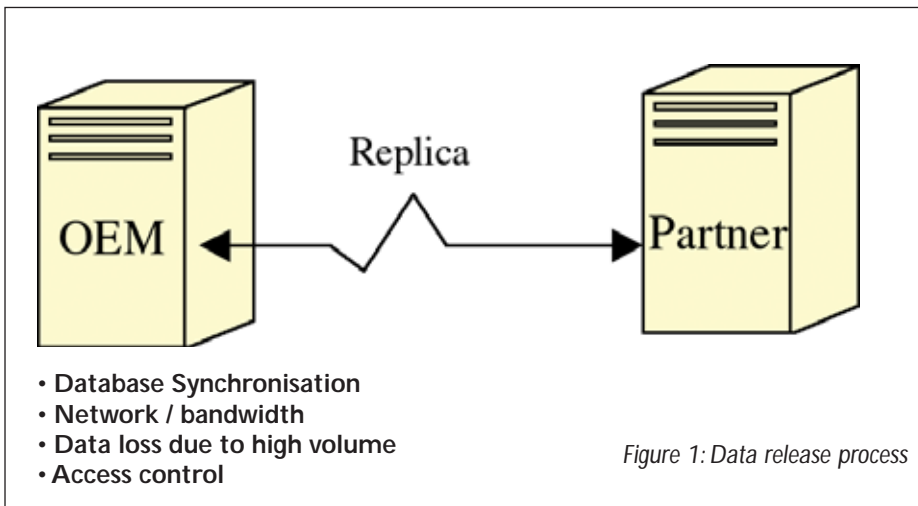 Replica
OEM
Partner
• Database Synchronisation
• Network / bandwidth
• Data loss due to high volume
• Access control
Figure 1: Data release process